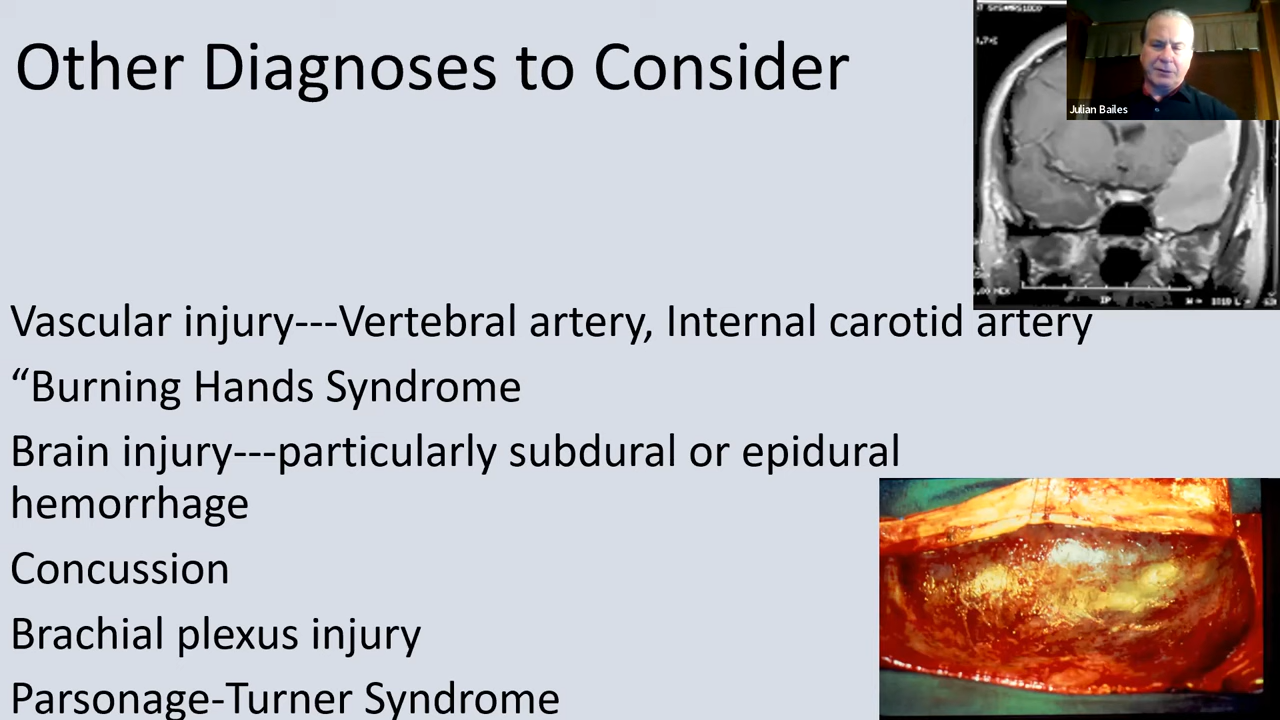 Other Diagnoses to Consider
Julian Bailes
Vascular injury---Vertebral artery, Internal carotid artery
“Burning Hands Syndrome
Brain injury---particularly subdural or epidural
hemorrhage
Concussion
Brachial plexus injury
Parsonage-Turner Syndrome